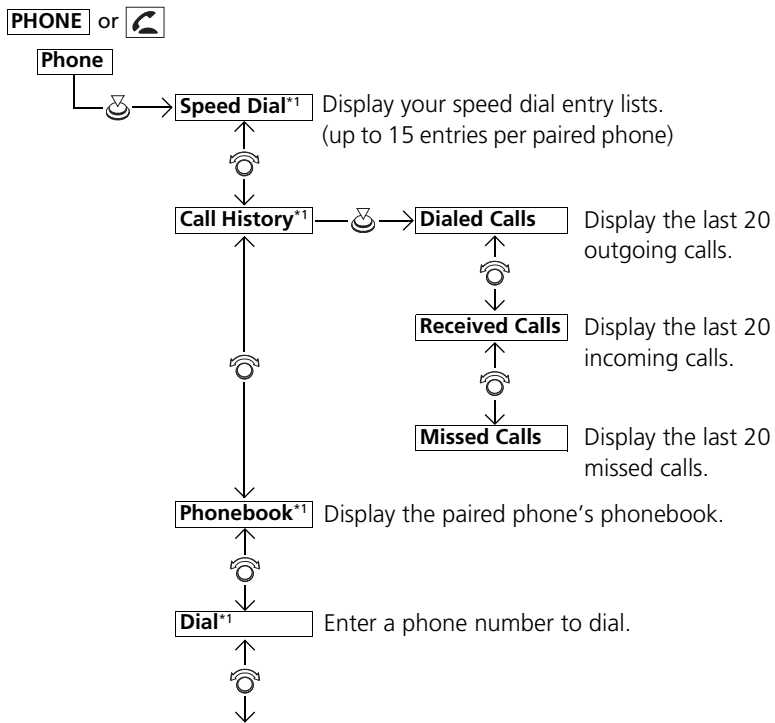 PHONE or
Phone
Speed Dial*1 Display your speed dial entry lists.
(up to 15 entries per paired phone)
Call History*1 Dialed Calls Display the last 20
outgoing calls.
Received Calls Display the last 20
incoming calls.
Missed Calls Display the last 20
missed calls.
Phonebook*1 Display the paired phone’s phonebook.
Dial*1 Enter a phone number to dial.